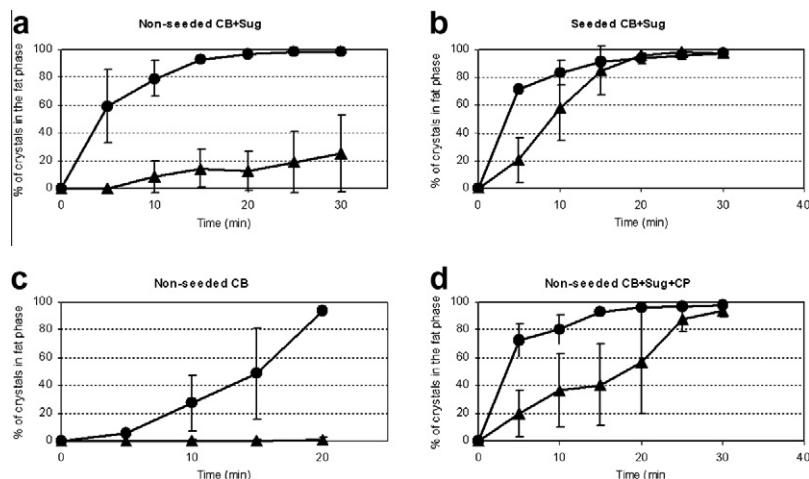 a
Non-seeded CB+Sug
% of crystals in the fat phase
100
80
60
40
20
0
0
10
20
30
Time (min)
b
Seeded CB+Sug
% of crystals in fat phase
100
80
60
40
20
0
0
10
20
30
40
Time (min)
c
Non-seeded CB
% of crystals in fat phase
100
80
60
40
20
0
0
10
20
Time (min)
d
Non-seeded CB+Sug+CP
% of crystals in the fat phase
100
80
60
40
20
0
0
10
20
30
40
Time (min)